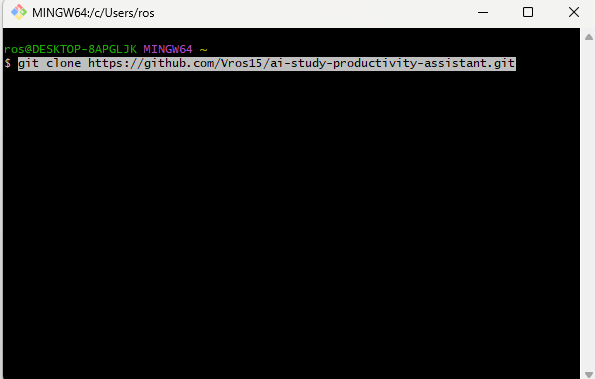 MINGW64:/c/Users/ros
ros@DESKTOP-8APGLJK MINGW64 ~
$ git clone https://github.com/Vros15/ai-study-productivity-assistant.git